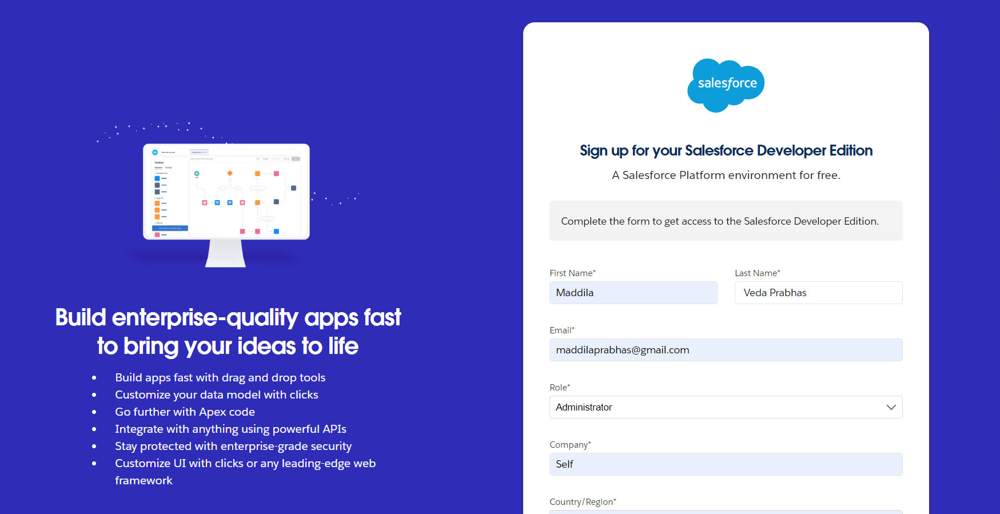 Build enterprise-quality apps fast
to bring your ideas to life
• Build apps fast with drag and drop tools
• Customize your data model with clicks
• Go further with Apex code
• Integrate with anything using powerful APIs
• Stay protected with enterprise-grade security
• Customize UI with clicks or any leading-edge web
framework
salesforce
Sign up for your Salesforce Developer Edition
A Salesforce Platform environment for free.
Complete the form to get access to the Salesforce Developer Edition.
First Name* Last Name*
Maddila Veda Prabhas
Email*
maddilaprabhas@gmail.com
Role*
Administrator
Company*
Self
Country/Region*